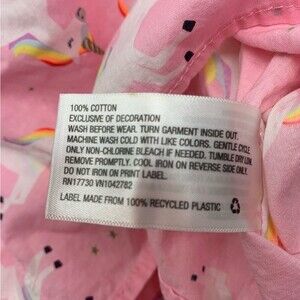 100% COTTON
EXCLUSIVE OF DECORATION
WASH BEFORE WEAR. TURN GARMENT INSIDE OUT.
MACHINE WASH COLD WITH LIKE COLORS. GENTLE CYCLE
ONLY NON-CHLORINE BLEACH IF NEEDED. TUMBLE DRY LOW.
REMOVE PROMPTLY. COOL IRON ON REVERSE SIDE ONLY.
DO NOT IRON ON PRINT LABEL.
RN17730 VN1042782
LABEL MADE FROM 100% RECYCLED PLASTIC